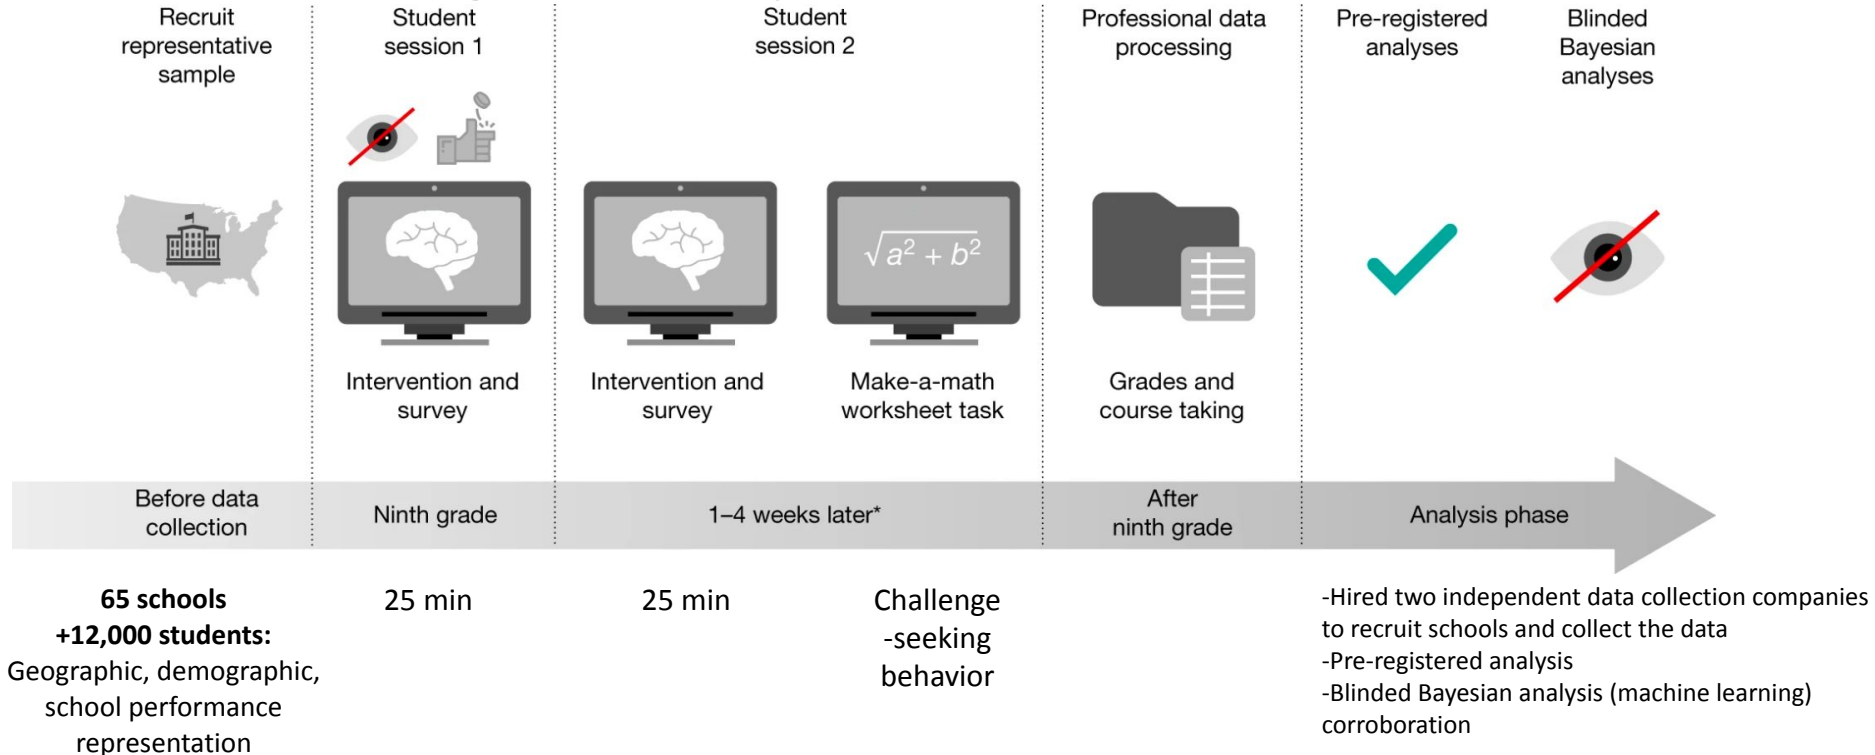 Recruit
representative
sample
Student
session 1
Student
session 2
Professional data
processing
Pre-registered
analyses
Blinded
Bayesian
analyses
√a² + b²
Intervention and
survey
Intervention and
survey
Make-a-math
worksheet task
Grades and
course taking
Before data
collection
Ninth grade
1–4 weeks later*
After
ninth grade
Analysis phase
65 schools
+12,000 students:
Geographic, demographic,
school performance
representation
25 min
25 min
Challenge
-seeking
behavior
-Hired two independent data collection companies
to recruit schools and collect the data
-Pre-registered analysis
-Blinded Bayesian analysis (machine learning)
corroboration